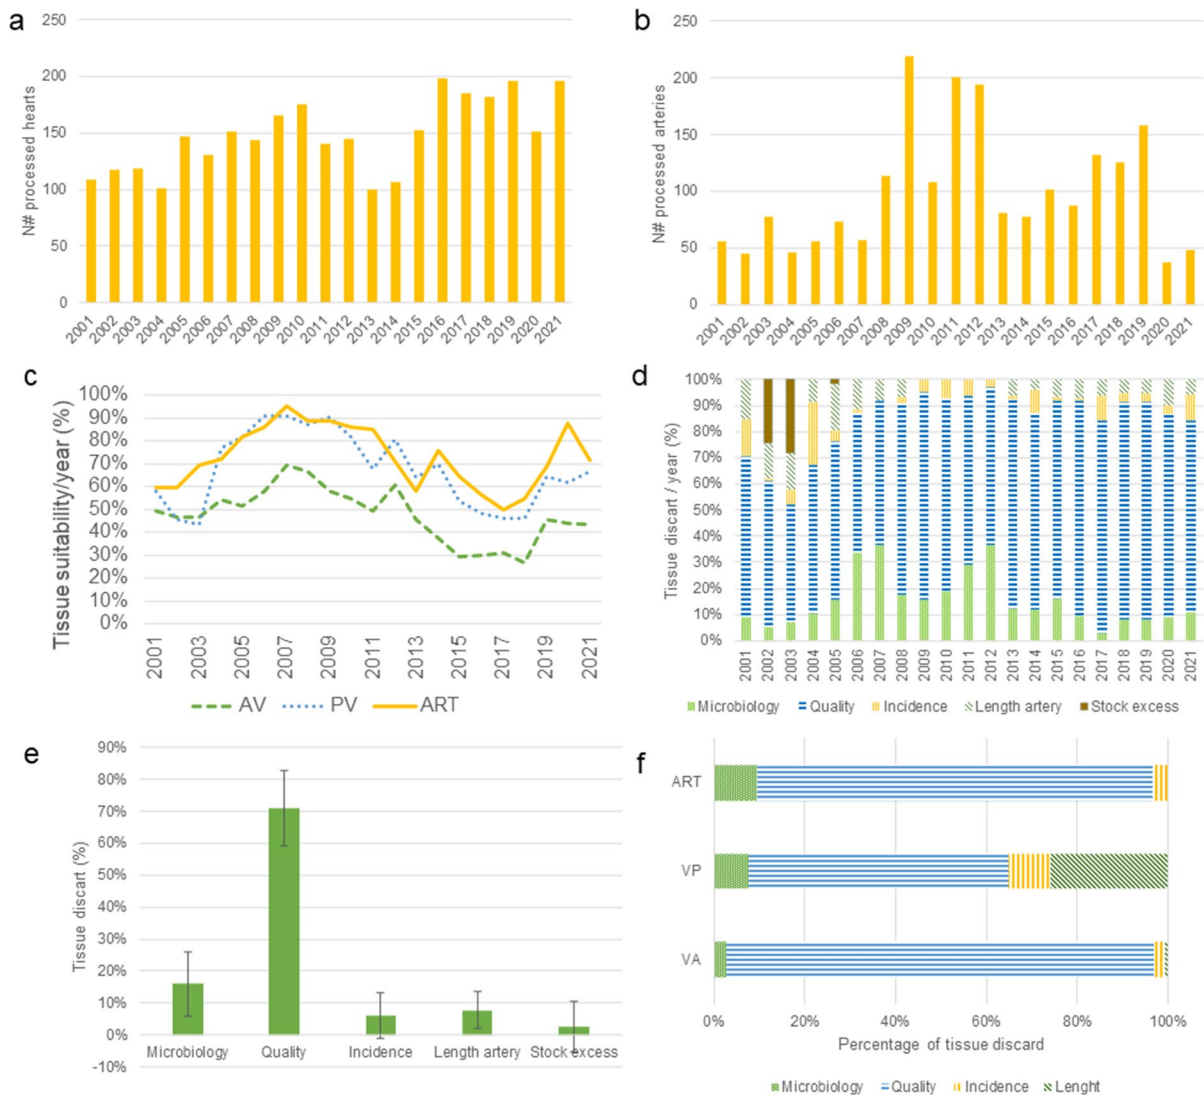 a
250
200
150
100
50
0
N# processed hearts
2001 2002 2003 2004 2005 2006 2007 2008 2009 2010 2011 2012 2013 2014 2015 2016 2017 2018 2019 2020 2021
b
250
200
150
100
50
0
N# processed arteries
2001 2002 2003 2004 2005 2006 2007 2008 2009 2010 2011 2012 2013 2014 2015 2016 2017 2018 2019 2020 2021
c
100%
90%
80%
70%
60%
50%
40%
30%
20%
10%
0%
Tissue suitability/year (%)
2001 2003 2005 2007 2009 2011 2013 2015 2017 2019 2021
AV PV ART
d
100%
90%
80%
70%
60%
50%
40%
30%
20%
10%
0%
Tissue discart / year (%)
2001 2002 2003 2004 2005 2006 2007 2008 2009 2010 2011 2012 2013 2014 2015 2016 2017 2018 2019 2020 2021
Microbiology Quality Incidence Length artery Stock excess
e
90%
80%
70%
60%
50%
40%
30%
20%
10%
0%
-10%
Tissue discart (%)
Microbiology Quality Incidence Length artery Stock excess
f
ART
VP
VA
0% 20% 40% 60% 80% 100%
Percentage of tissue discard
Microbiology Quality Incidence Lenght